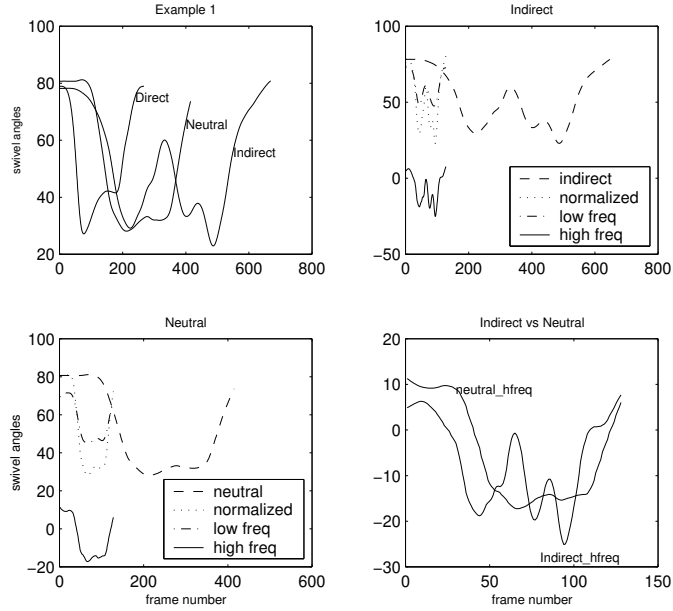 Example 1
100
80
60
40
20
0
200
400
600
800
swivel angles
Direct
Neutral
Indirect
Indirect
100
50
0
−50
0
200
400
600
800
indirect
normalized
low freq
high freq
Neutral
100
80
60
40
20
0
−20
0
200
400
600
swivel angles
frame number
neutral
normalized
low freq
high freq
Indirect vs Neutral
20
10
0
−10
−20
−30
0
50
100
150
frame number
neutral_hfreq
Indirect_hfreq